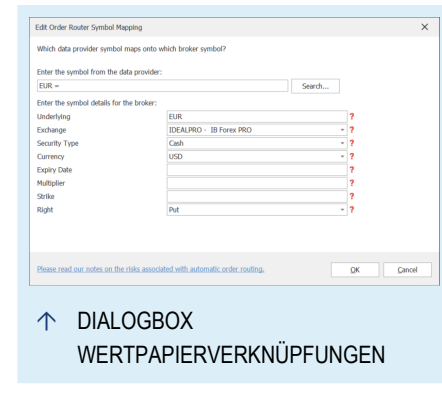 Edit Order Router Symbol Mapping
Which data provider symbol maps onto which broker symbol?
Enter the symbol from the data provider:
EUR = Search...
Enter the symbol details for the broker:
Underlying EUR ?
Exchange IDEALPRO - IB Forex PRO ?
Security Type Cash ?
Currency USD ?
Expiry Date ?
Multiplier ?
Strike ?
Right Put ?
Please read our notes on the risks associated with automatic order routing. OK Cancel
↑ DIALOGBOX
WERTPAPIERVERKNÜPFUNGEN